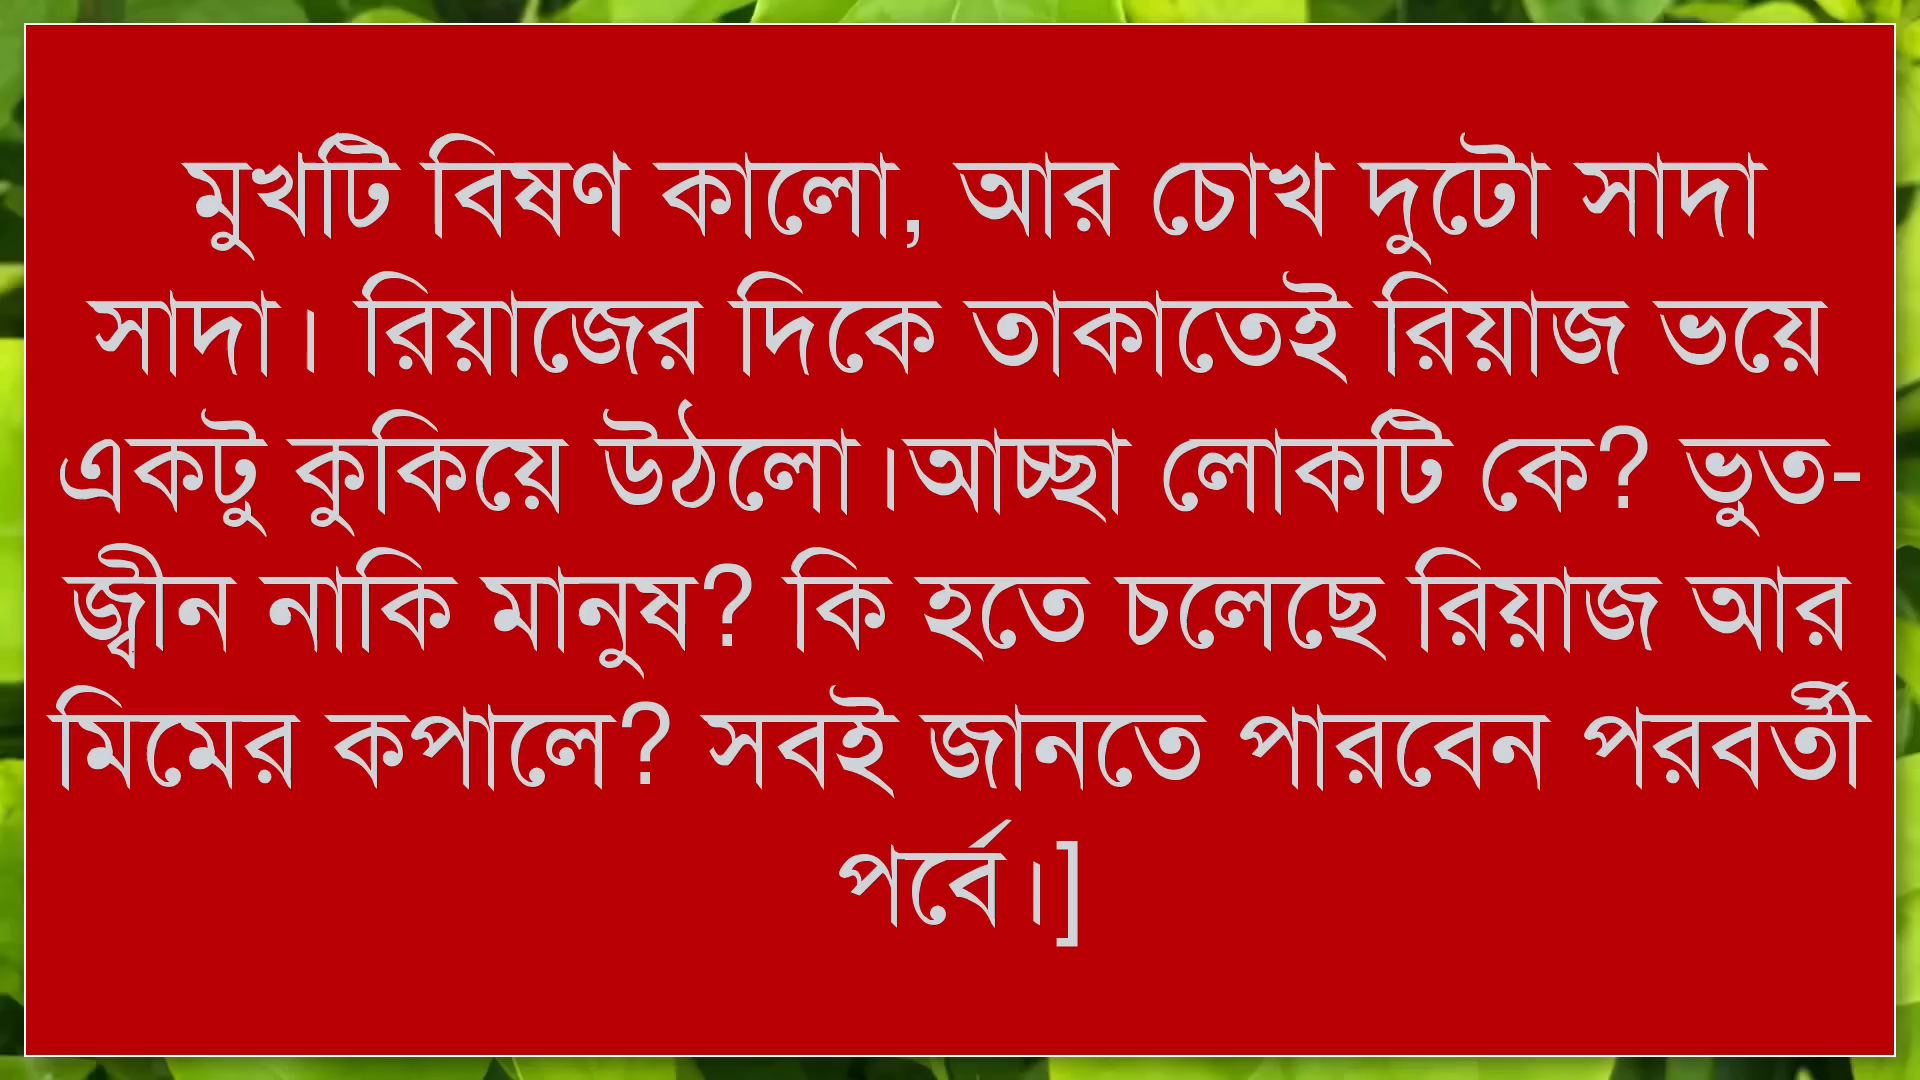 মুখটি বিষণ কালো, আর চোখ দুটো সাদা
সাদা। রিয়াজের দিকে তাকাতেই রিয়াজ ভয়ে
একটু কুকিয়ে উঠলো।আচ্ছা লোকটি কে? ভুত-
জ্বীন নাকি মানুষ? কি হতে চলেছে রিয়াজ আর
মিমের কপালে? সবই জানতে পারবেন পরবর্তী
পর্বে।]